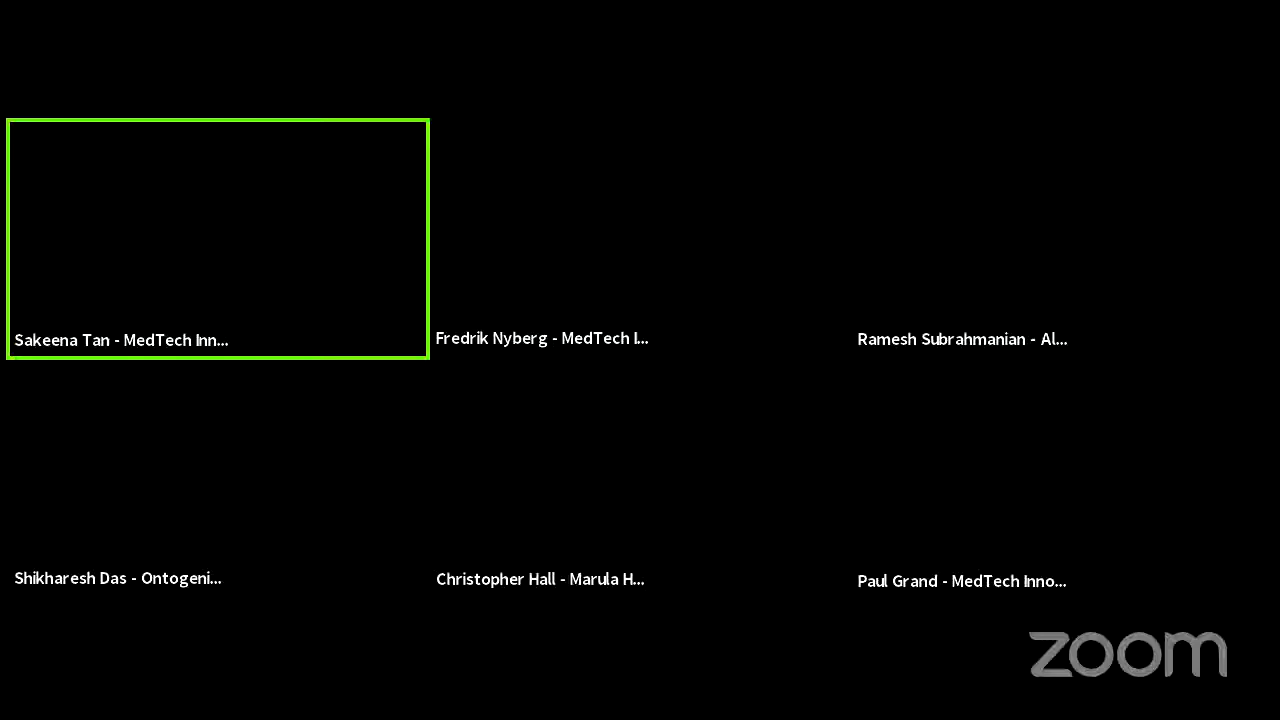 Sakeena Tan - MedTech Inn...
Fredrik Nyberg - MedTech I...
Ramesh Subrahmanian - Al...
Shikharesh Das - Ontogeni...
Christopher Hall - Marula H...
Paul Grand - MedTech Inno...
zoom